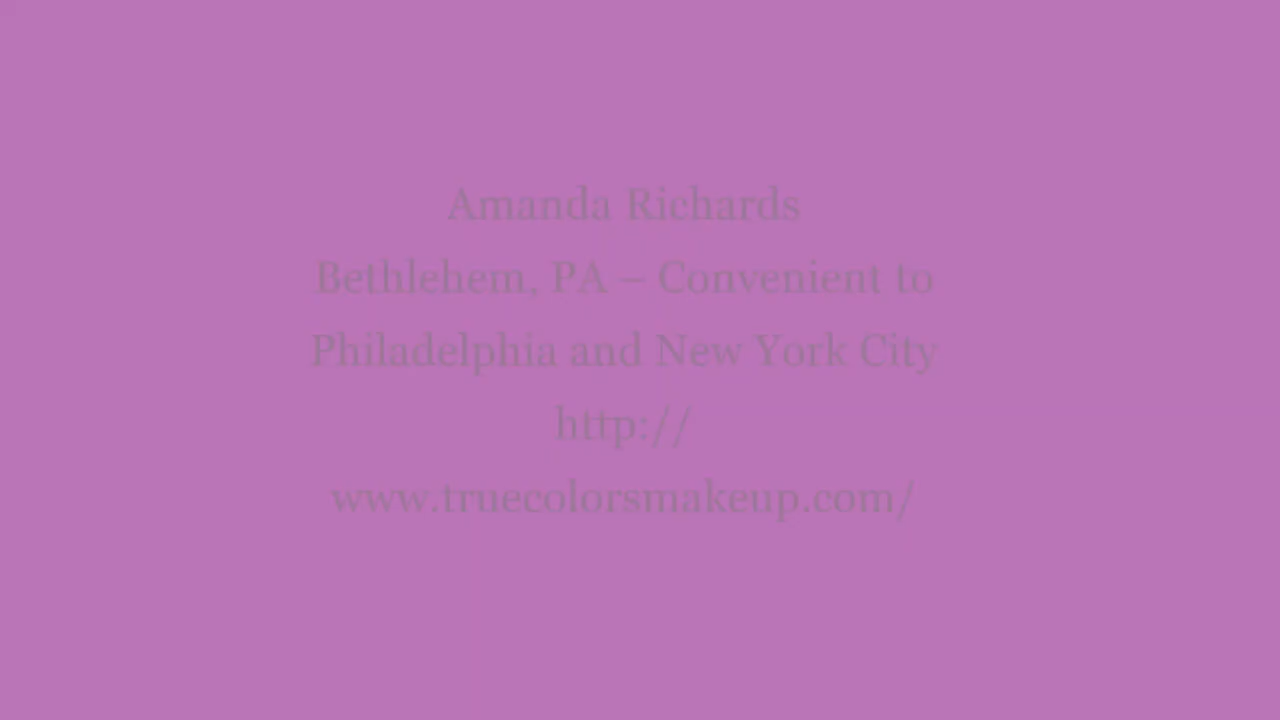 Amanda Richards
Bethlehem, PA – Convenient to
Philadelphia and New York City
http://
www.truecolorsmakeup.com/